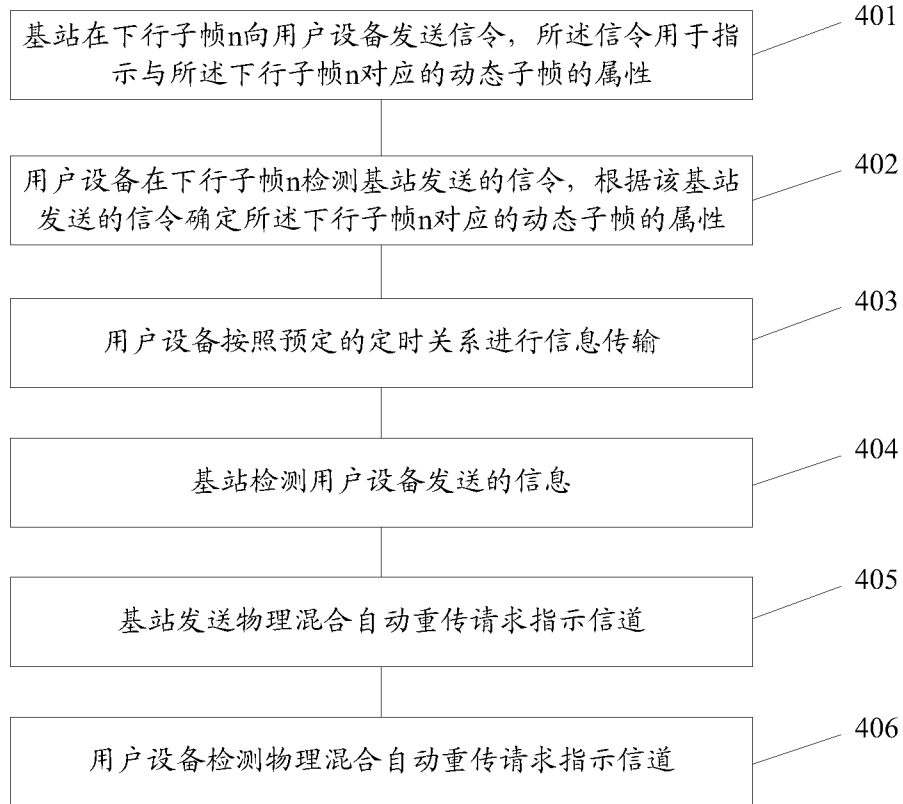 基站在下行子帧n向用户设备发送信令，所述信令用于指
示与所述下行子帧n对应的动态子帧的属性
401
用户设备在下行子帧n检测基站发送的信令，根据该基站
发送的信令确定所述下行子帧n对应的动态子帧的属性
402
用户设备按照预定的定时关系进行信息传输
403
基站检测用户设备发送的信息
404
基站发送物理混合自动重传请求指示信道
405
用户设备检测物理混合自动重传请求指示信道
406